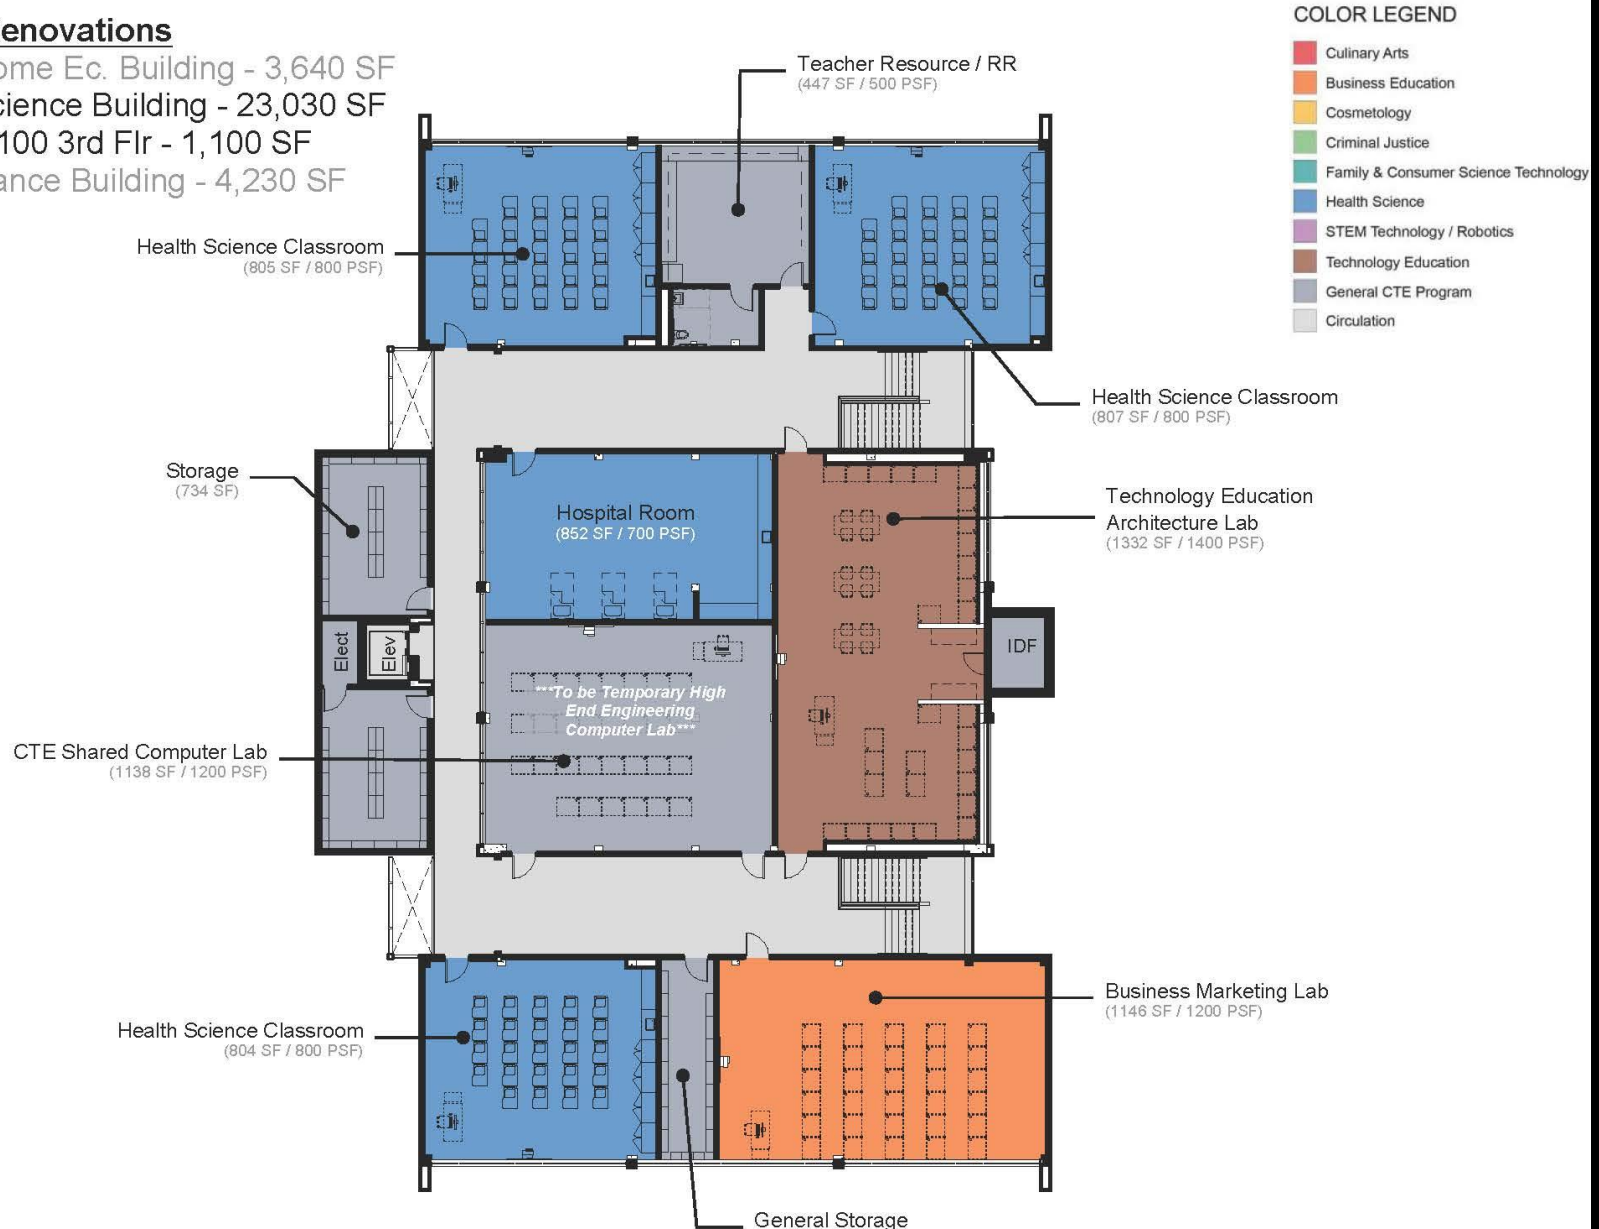 enovations
ome Ec. Building - 3,640 SF
cience Building - 23,030 SF
100 3rd Flr - 1,100 SF
ance Building - 4,230 SF
COLOR LEGEND
Culinary Arts
Business Education
Cosmetology
Criminal Justice
Family & Consumer Science Technology
Health Science
STEM Technology / Robotics
Technology Education
General CTE Program
Circulation
Teacher Resource / RR
(447 SF / 500 PSF)
Health Science Classroom
(805 SF / 800 PSF)
Health Science Classroom
(807 SF / 800 PSF)
Storage
(734 SF)
Hospital Room
(852 SF / 700 PSF)
Technology Education
Architecture Lab
(1332 SF / 1400 PSF)
Elect
Elev
IDF
***To be Temporary High
End Engineering
Computer Lab***
CTE Shared Computer Lab
(1138 SF / 1200 PSF)
Business Marketing Lab
(1146 SF / 1200 PSF)
Health Science Classroom
(804 SF / 800 PSF)
General Storage